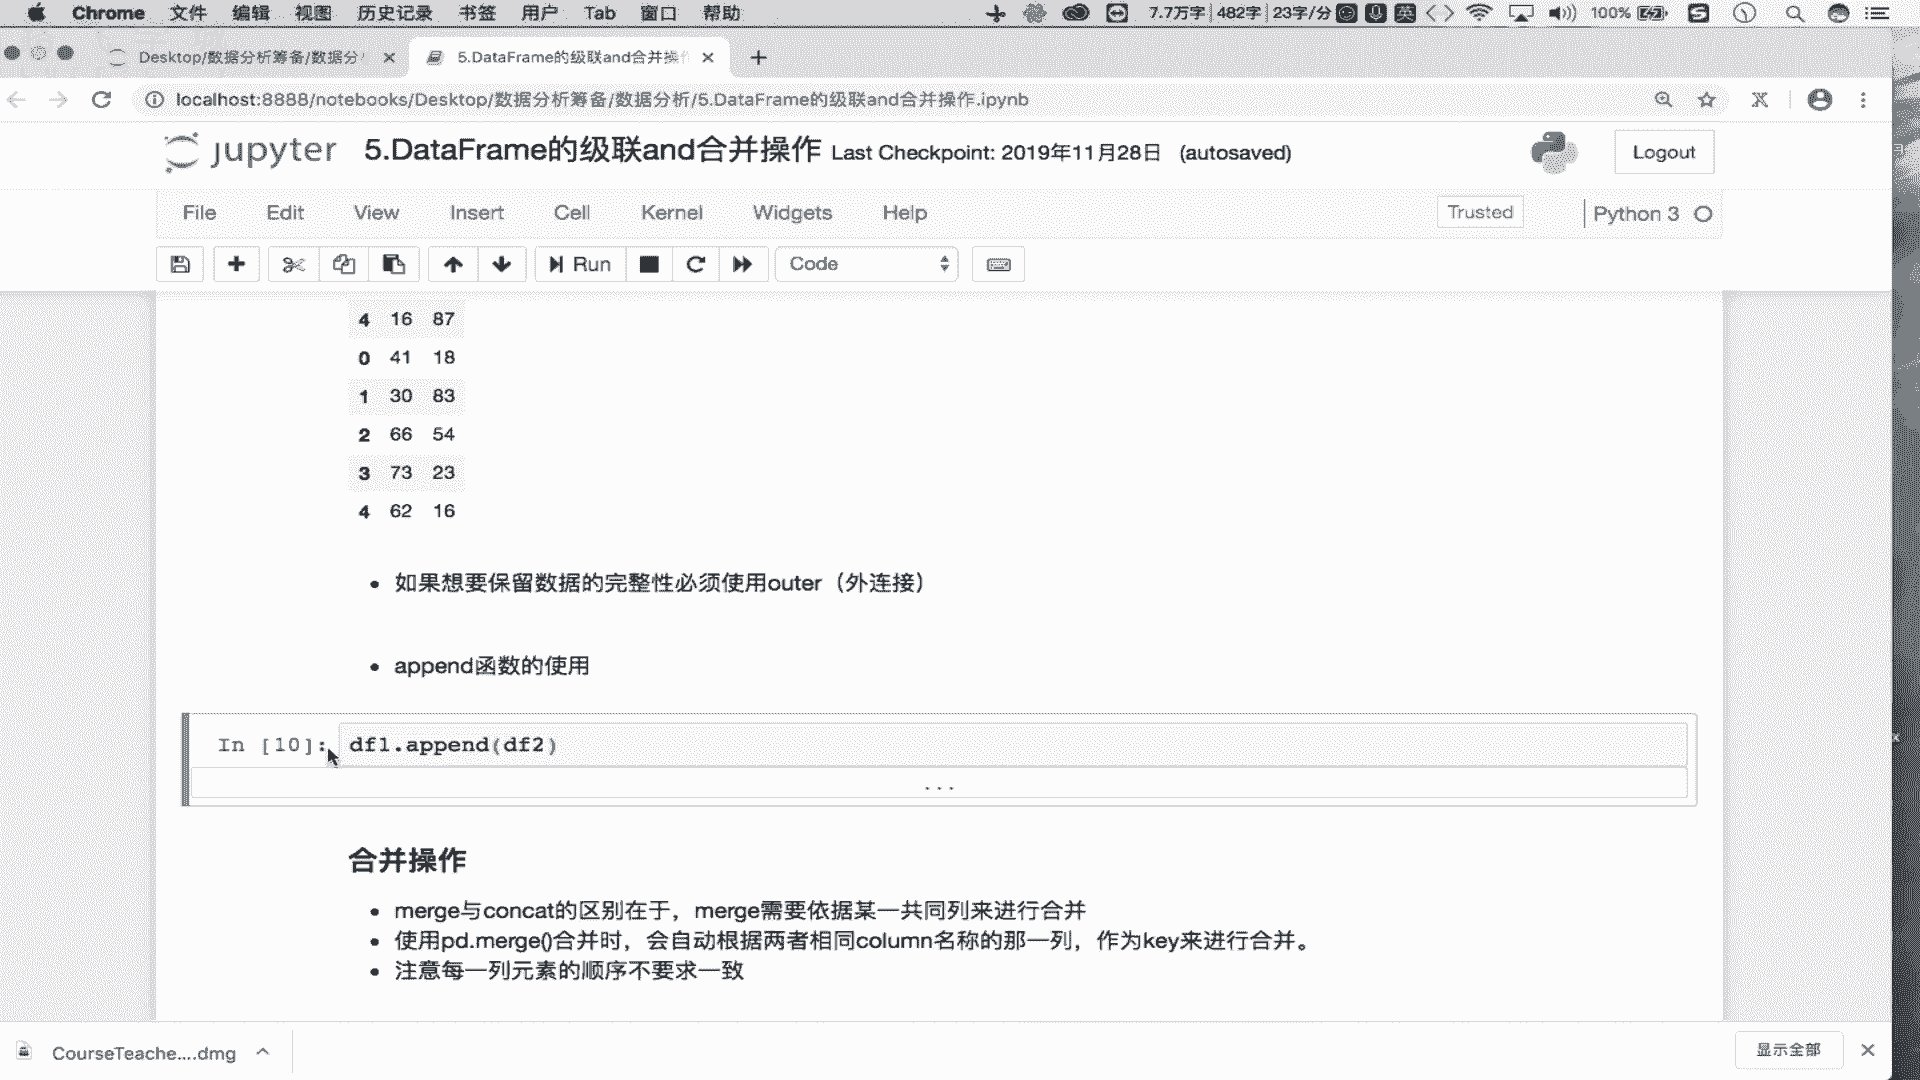 Chrome 文件 编辑 视图 历史记录 书签 用户 Tab 窗口 帮助 7.7万字 482字 23字/分 英 100%
Desktop/数据分析筹备/数据分 5.DataFrame的级联and合并操
localhost:8888/notebooks/Desktop/数据分析筹备/数据分析/5.DataFrame的级联and合并操作.ipynb
jupyter 5.DataFrame的级联and合并操作 Last Checkpoint: 2019年11月28日 (autosaved) Logout
File Edit View Insert Cell Kernel Widgets Help Trusted Python 3
Run Code
4 16 87
0 41 18
1 30 83
2 66 54
3 73 23
4 62 16
如果想要保留数据的完整性必须使用outer（外连接）
append函数的使用
In [10]: df1.append(df2)
...
合并操作
merge与concat的区别在于，merge需要依据某一共同列来进行合并
使用pd.merge()合并时，会自动根据两者相同column名称的那一列，作为key来进行合并。
注意每一列元素的顺序不要求一致
CourseTeache....dmg 显示全部